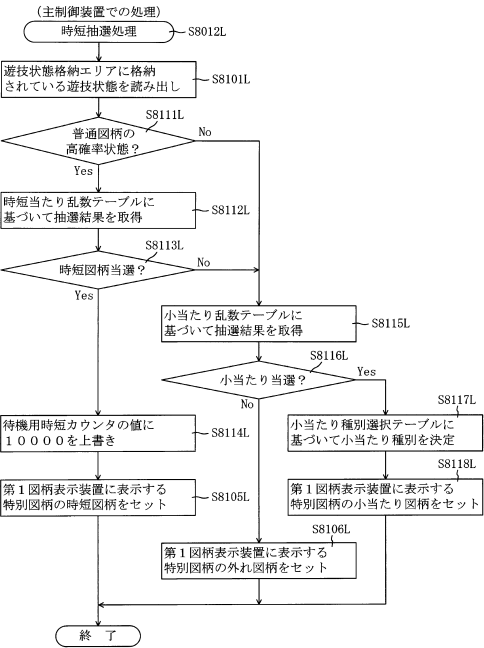 （主制御装置での処理）
時短抽選処理
S8012L
遊技状態格納エリアに格納
されている遊技状態を読み出し
S8101L
S8111L
普通図柄の
高確率状態？
No
Yes
時短当たり乱数テーブルに
基づいて抽選結果を取得
S8112L
S8113L
時短図柄当選？
No
Yes
小当たり乱数テーブルに
基づいて抽選結果を取得
S8115L
S8116L
小当たり当選？
Yes
No
S8117L
待機用時短カウンタの値に
１００００を上書き
S8114L
小当たり種別選択テーブルに
基づいて小当たり種別を決定
S8118L
第１図柄表示装置に表示する
特別図柄の時短図柄をセット
S8105L
第１図柄表示装置に表示する
特別図柄の小当たり図柄をセット
S8106L
第１図柄表示装置に表示する
特別図柄の外れ図柄をセット
終　了